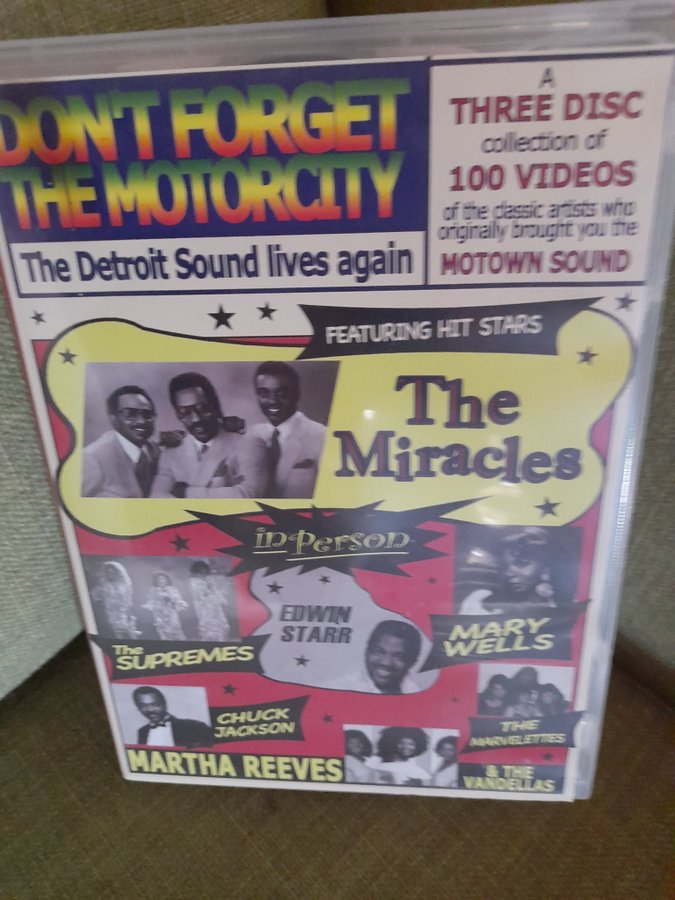 DON'T FORGET
THE MOTORCITY
The Detroit Sound lives again
A
THREE DISC
collection of
100 VIDEOS
of the classic artists who
originally brought you the
MOTOWN SOUND
FEATURING HIT STARS
The
Miracles
in Person
EDWIN
STARR
MARY
WELLS
The
SUPREMES
CHUCK
JACKSON
THE
MARVELETTES
MARTHA REEVES
& THE
VANDELLAS